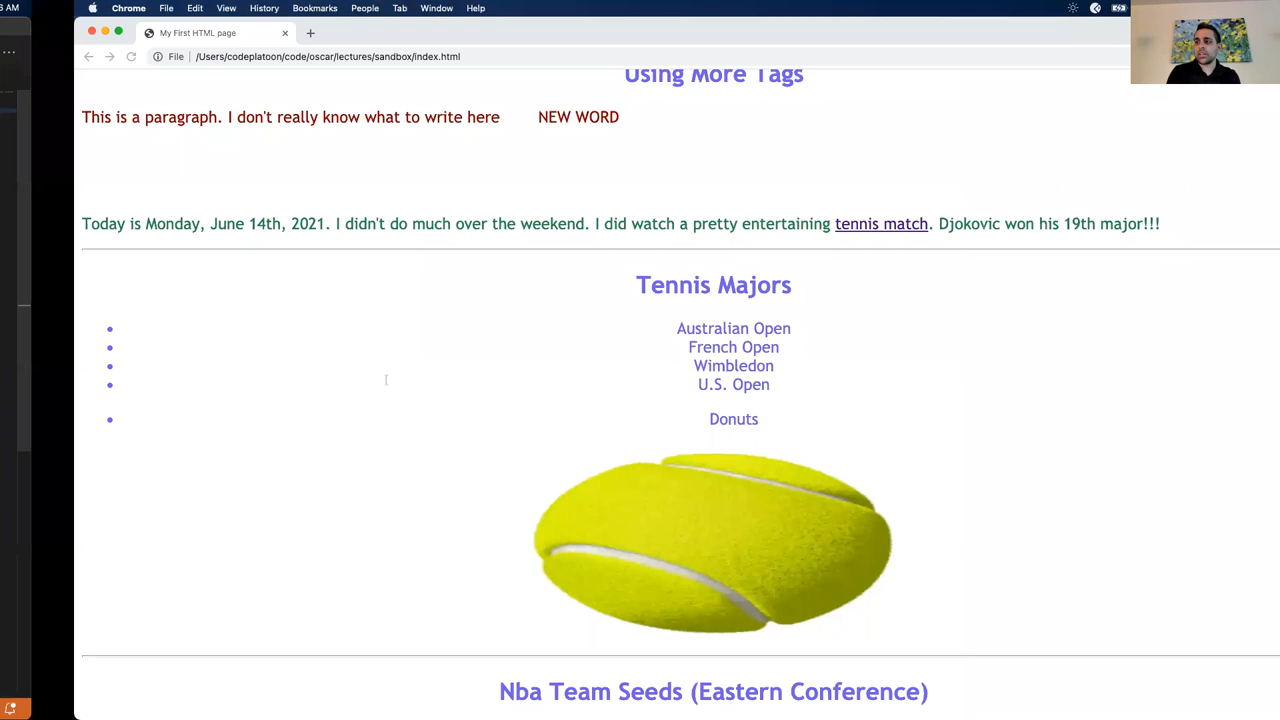 6 AM
Chrome File Edit View History Bookmarks People Tab Window Help
My First HTML page
File /Users/codeplatoon/code/oscar/lectures/sandbox/index.html
Using More Tags
This is a paragraph. I don't really know what to write here NEW WORD
Today is Monday, June 14th, 2021. I didn't do much over the weekend. I did watch a pretty entertaining tennis match. Djokovic won his 19th major!!!
Tennis Majors
Australian Open
French Open
Wimbledon
U.S. Open
Donuts
Nba Team Seeds (Eastern Conference)